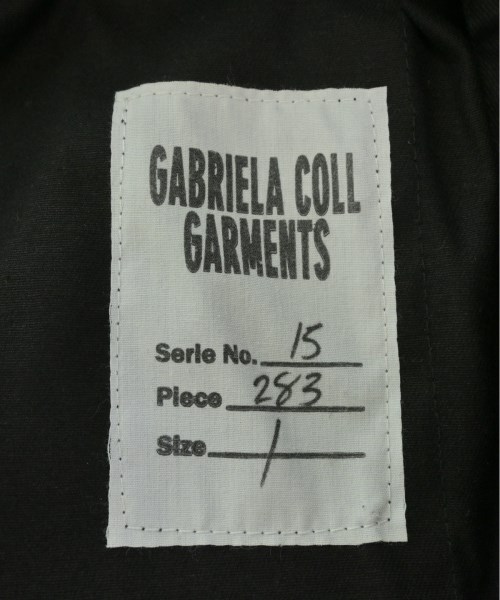 GABRIELA COLL
GARMENTS
Serie No. 15
Piece 283
Size 1